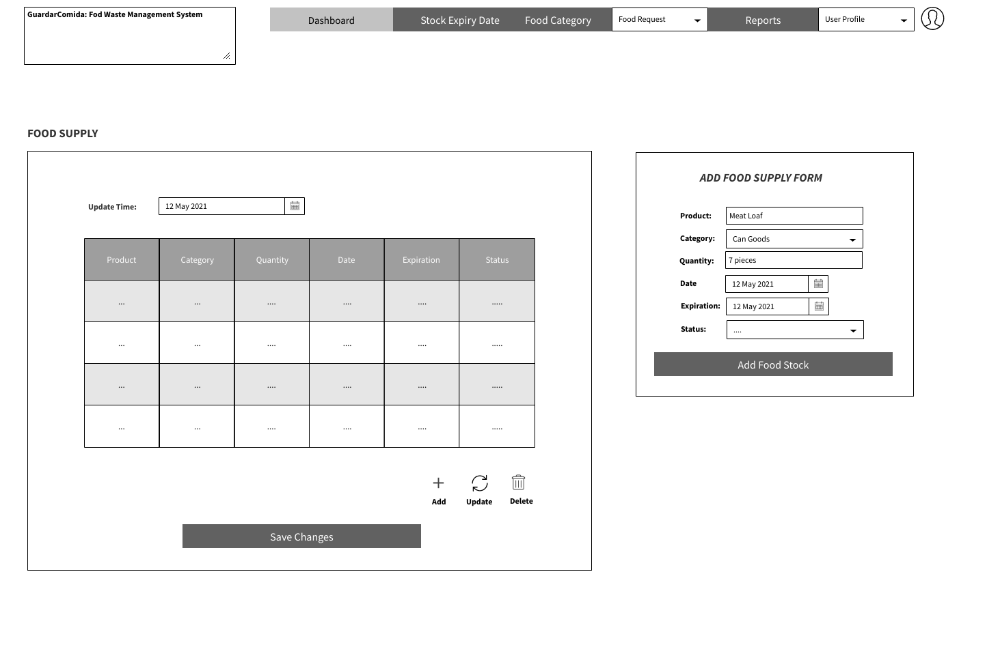 GuardarComida: Fod Waste Management System
Dashboard Stock Expiry Date Food Category Food Request Reports User Profile
FOOD SUPPLY
Update Time: 12 May 2021
Product Category Quantity Date Expiration Status
... ... .... .... .... .....
... ... .... .... .... .....
... ... .... .... .... .....
... ... .... .... .... .....
Add Update Delete
Save Changes
ADD FOOD SUPPLY FORM
Product: Meat Loaf
Category: Can Goods
Quantity: 7 pieces
Date 12 May 2021
Expiration: 12 May 2021
Status: ....
Add Food Stock